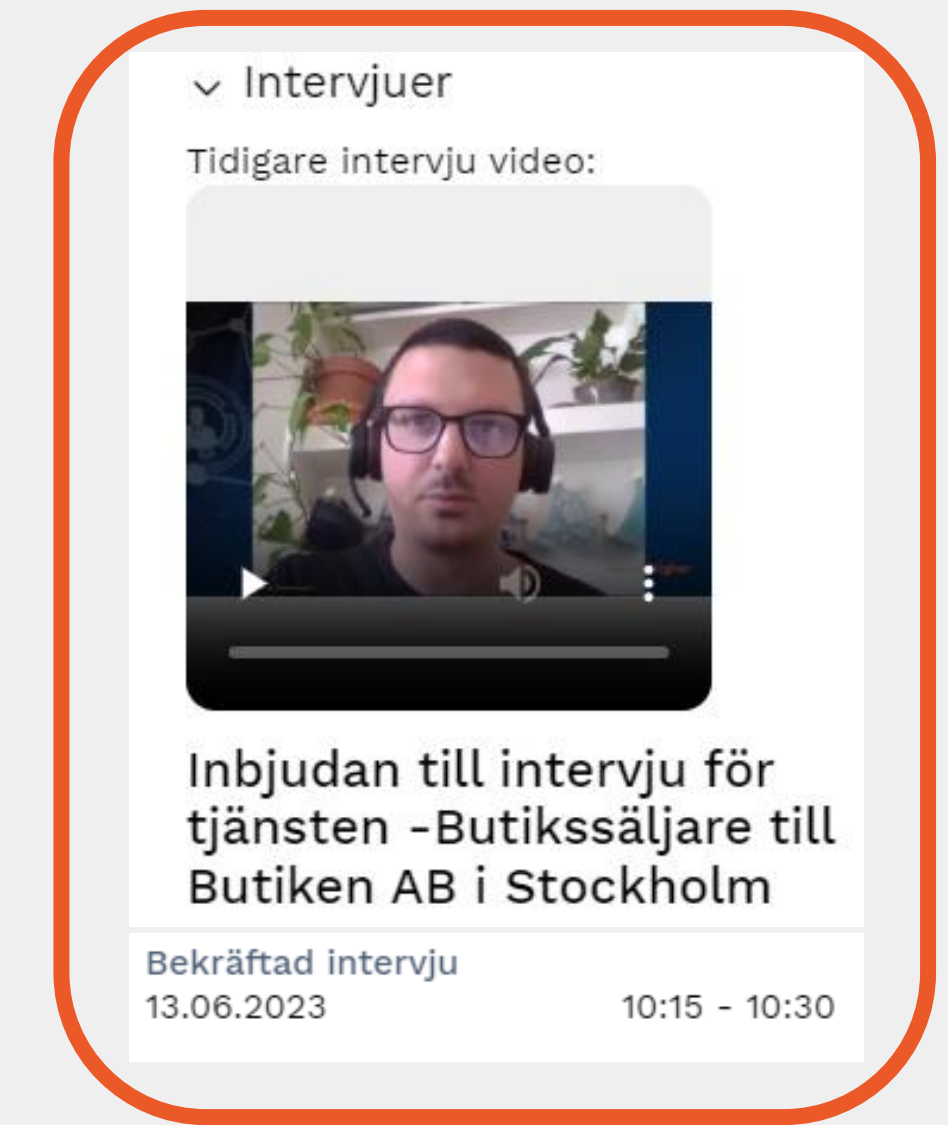 Intervjuer
Tidigare intervju video:
Inbjudan till intervju för
tjänsten -Butikssäljare till
Butiken AB i Stockholm
Bekräftad intervju
13.06.2023 10:15 - 10:30